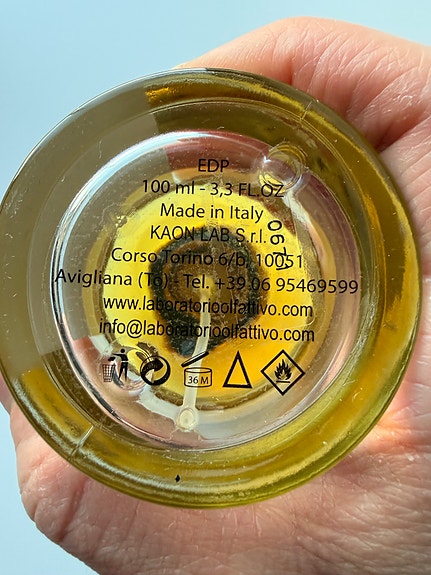 EDP
100 ml - 3,3 FL.OZ
Made in Italy
KAON LAB S.r.l.
Corso Torino 6/b, 10051
Avigliana (To) - Tel. +39 06 95469599
www.laboratorioolfattivo.com
info@laboratorioolfattivo.com
36 M